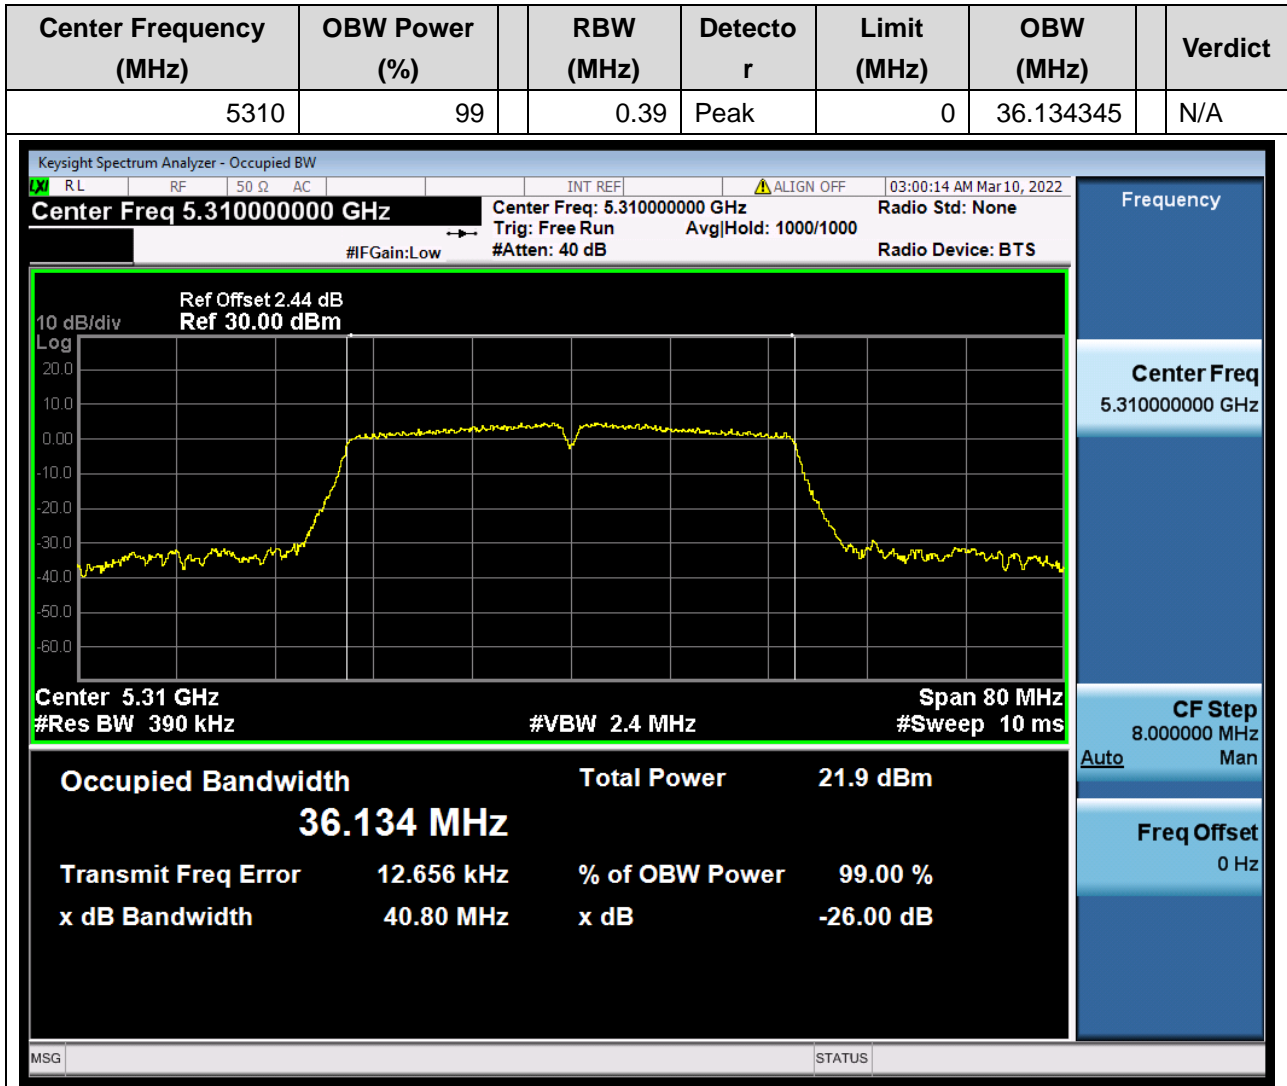 Center Frequency (MHz) OBW Power (%) RBW (MHz) Detector Limit (MHz) OBW (MHz) Verdict
5310 99 0.39 Peak 0 36.134345 N/A
Keysight Spectrum Analyzer - Occupied BW
LXI RL RF 50 Ω AC INT REF ALIGN OFF 03:00:14 AM Mar 10, 2022
Center Freq 5.310000000 GHz
Center Freq: 5.310000000 GHz
Radio Std: None
Trig: Free Run Avg|Hold: 1000/1000
#IFGain:Low
#Atten: 40 dB
Radio Device: BTS
Ref Offset 2.44 dB
10 dB/div Ref 30.00 dBm
Log
20.0
10.0
0.00
-10.0
-20.0
-30.0
-40.0
-50.0
-60.0
Center 5.31 GHz Span 80 MHz
#Res BW 390 kHz #VBW 2.4 MHz #Sweep 10 ms
Occupied Bandwidth Total Power 21.9 dBm
36.134 MHz
Transmit Freq Error 12.656 kHz % of OBW Power 99.00 %
x dB Bandwidth 40.80 MHz x dB -26.00 dB
Frequency
Center Freq
5.310000000 GHz
CF Step
8.000000 MHz
Auto Man
Freq Offset
0 Hz
MSG STATUS